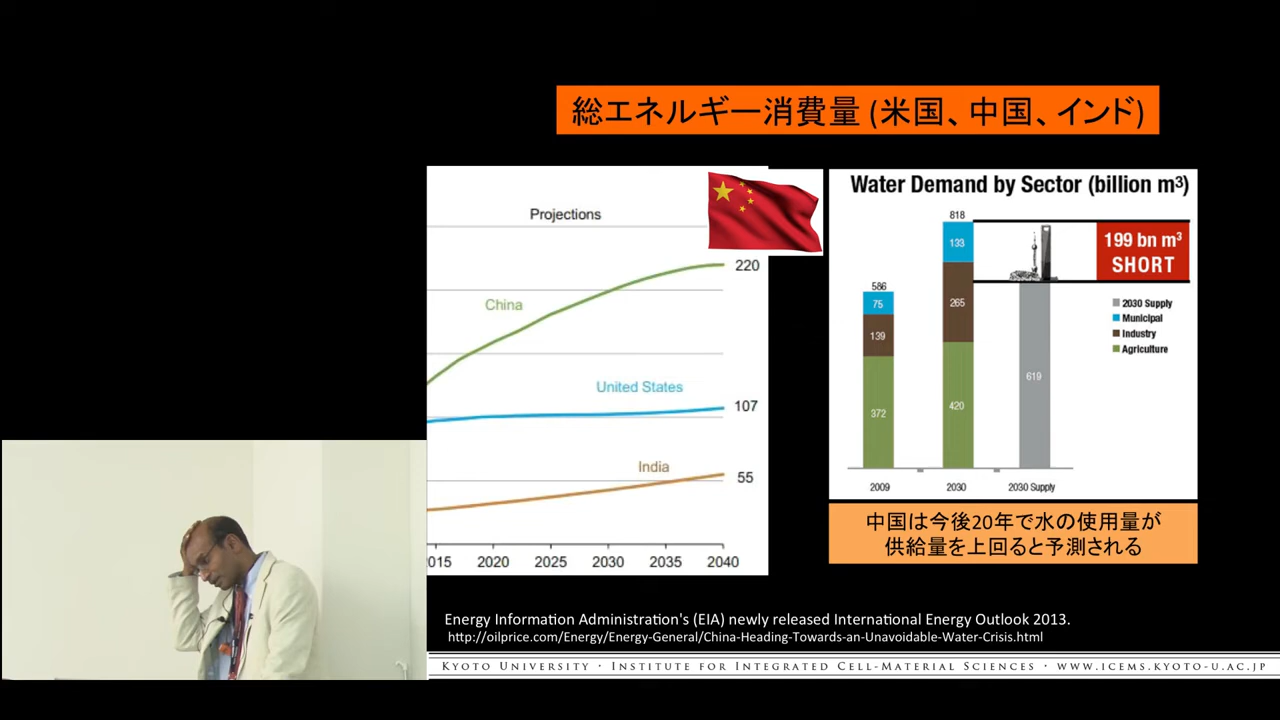 総エネルギー消費量 (米国、中国、インド)
Projections
220
China
United States
107
India
55
015 2020 2025 2030 2035 2040
Water Demand by Sector (billion m³)
818
133
199 bn m³
SHORT
586
75
265
139
2030 Supply
Municipal
Industry
Agriculture
619
420
372
2009 2030 2030 Supply
中国は今後20年で水の使用量が
供給量を上回ると予測される
Energy Information Administration's (EIA) newly released International Energy Outlook 2013.
http://oilprice.com/Energy/Energy-General/China-Heading-Towards-an-Unavoidable-Water-Crisis.html
KYOTO UNIVERSITY · INSTITUTE FOR INTEGRATED CELL-MATERIAL SCIENCES · WWW.ICEMS.KYOTO-U.AC.JP